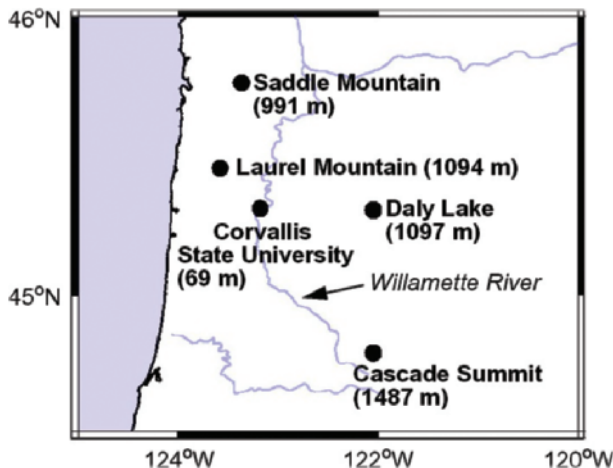 46°N
Saddle Mountain
(991 m)
Laurel Mountain (1094 m)
Daly Lake
(1097 m)
Corvallis
State University
(69 m)
Willamette River
45°N
Cascade Summit
(1487 m)
124°W
122°W
120°W